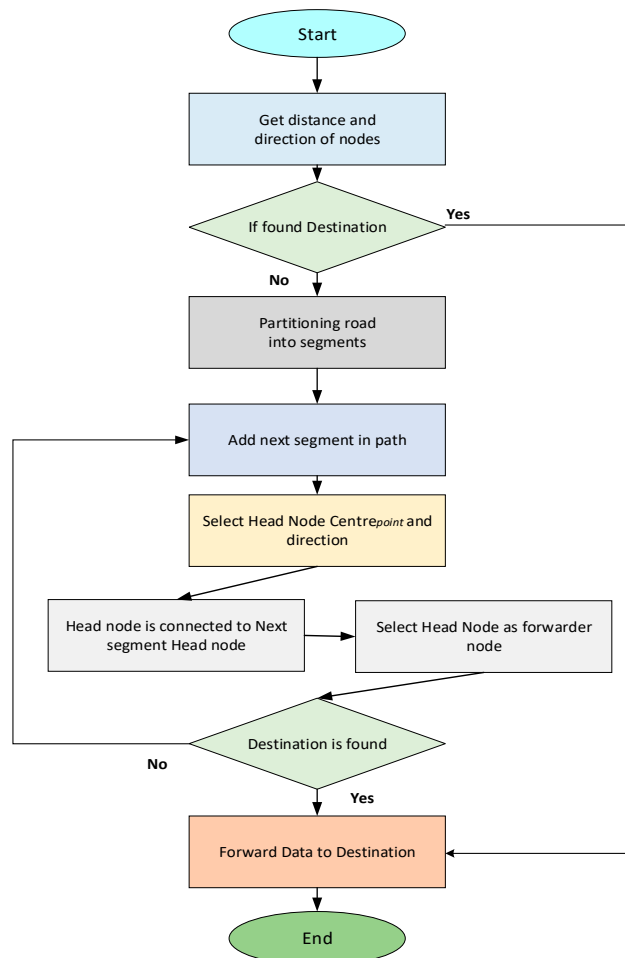 Start
Get distance and
direction of nodes
If found Destination
Yes
No
Partitioning road
into segments
Add next segment in path
Select Head Node Centrepoint and
direction
Head node is connected to Next
segment Head node
Select Head Node as forwarder
node
Destination is found
No
Yes
Forward Data to Destination
End